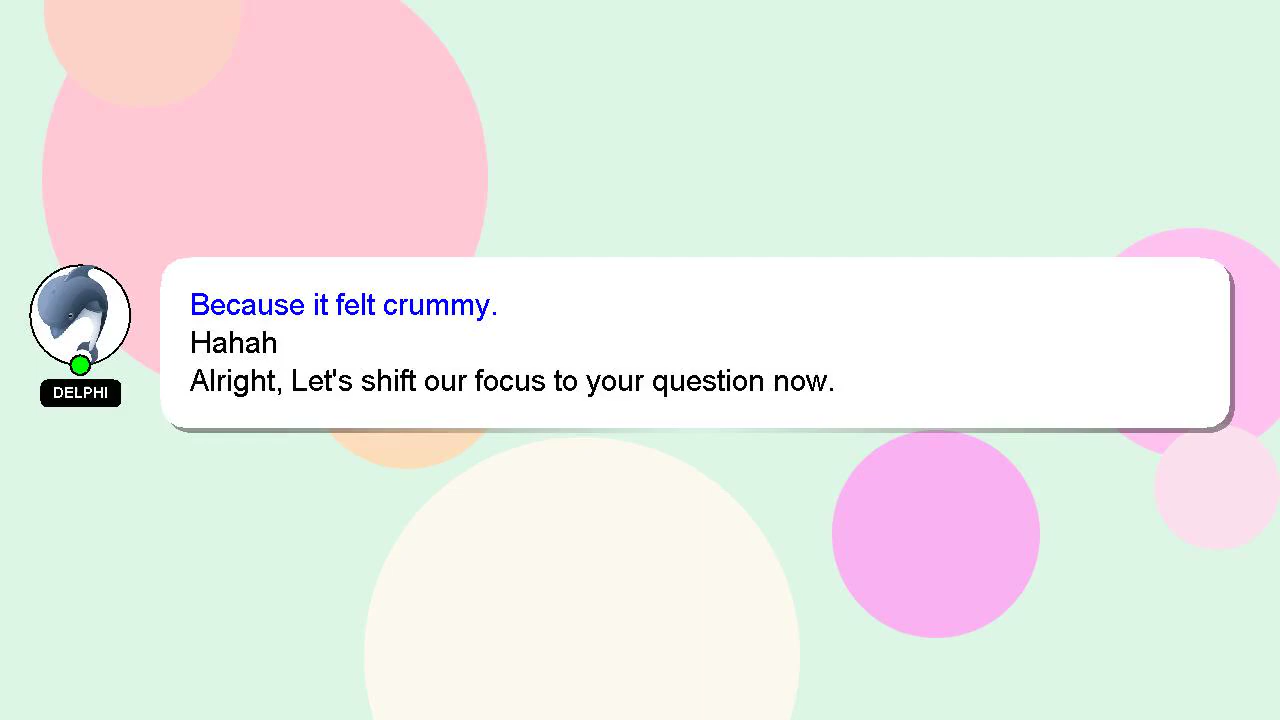 Because it felt crummy.
Hahah
Alright, Let's shift our focus to your question now.
DELPHI